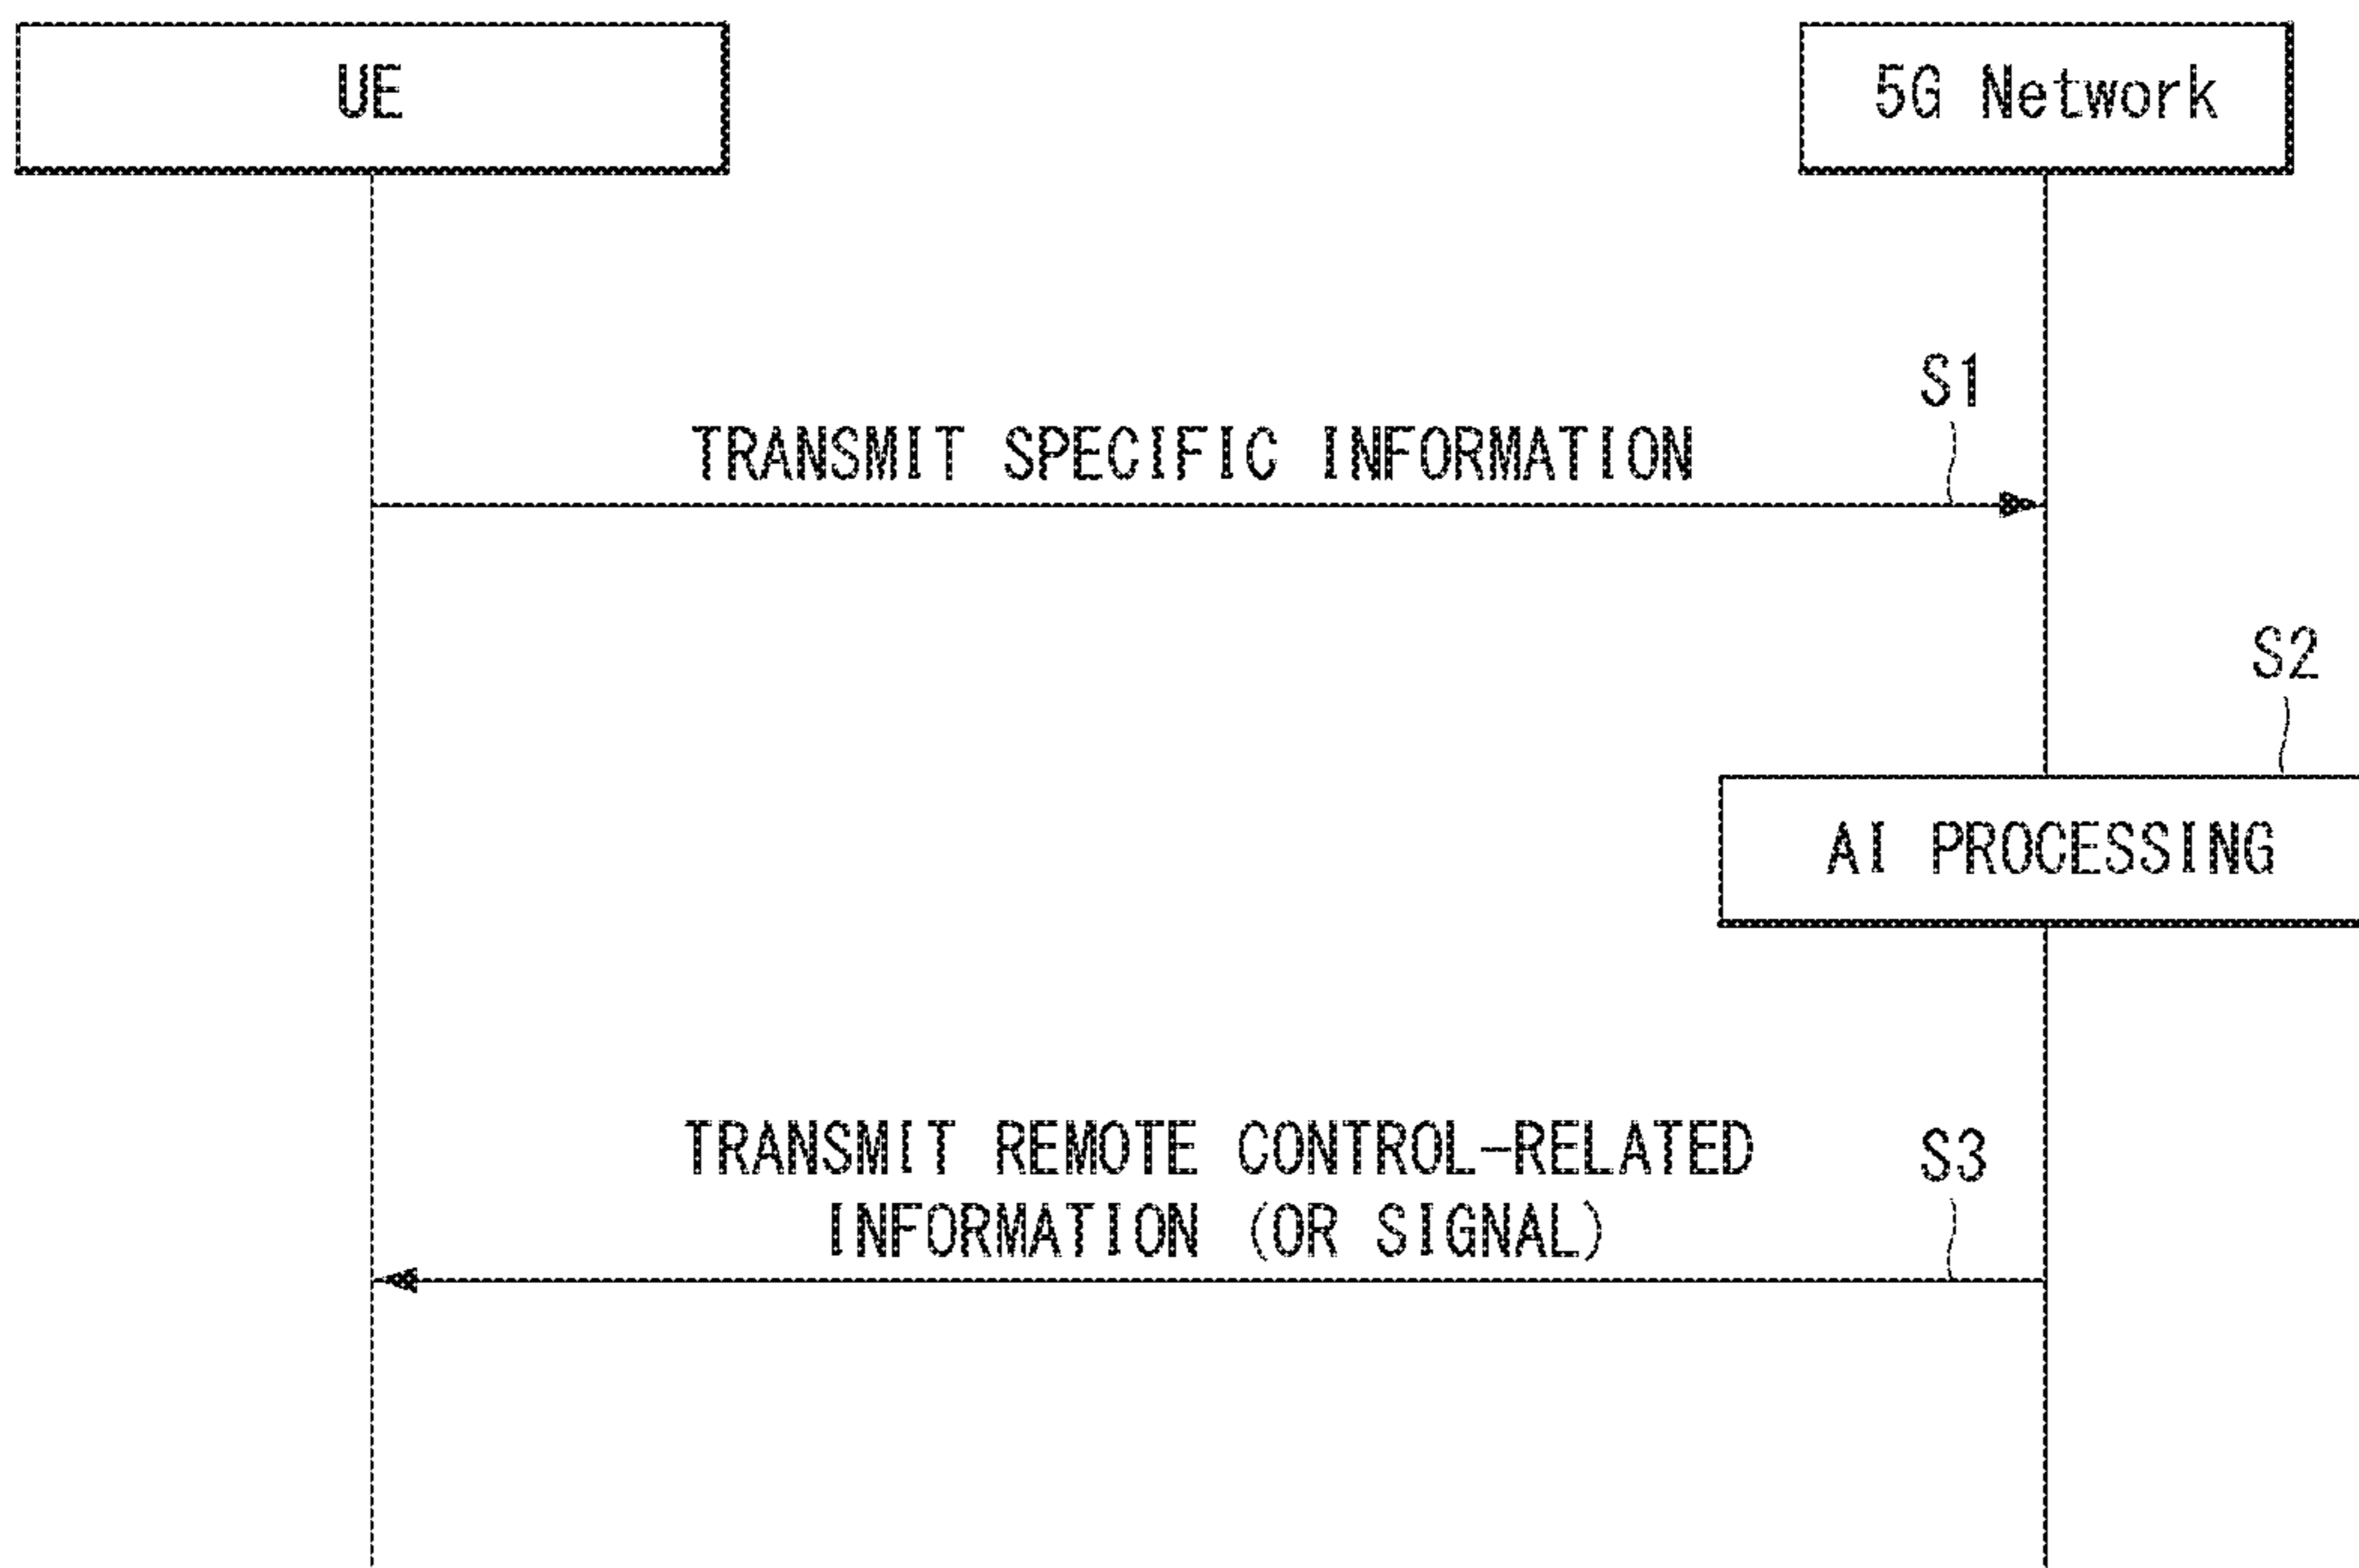 UE
5G Network
S1
TRANSMIT SPECIFIC INFORMATION
S2
AI PROCESSING
TRANSMIT REMOTE CONTROL-RELATED
INFORMATION (OR SIGNAL)
S3